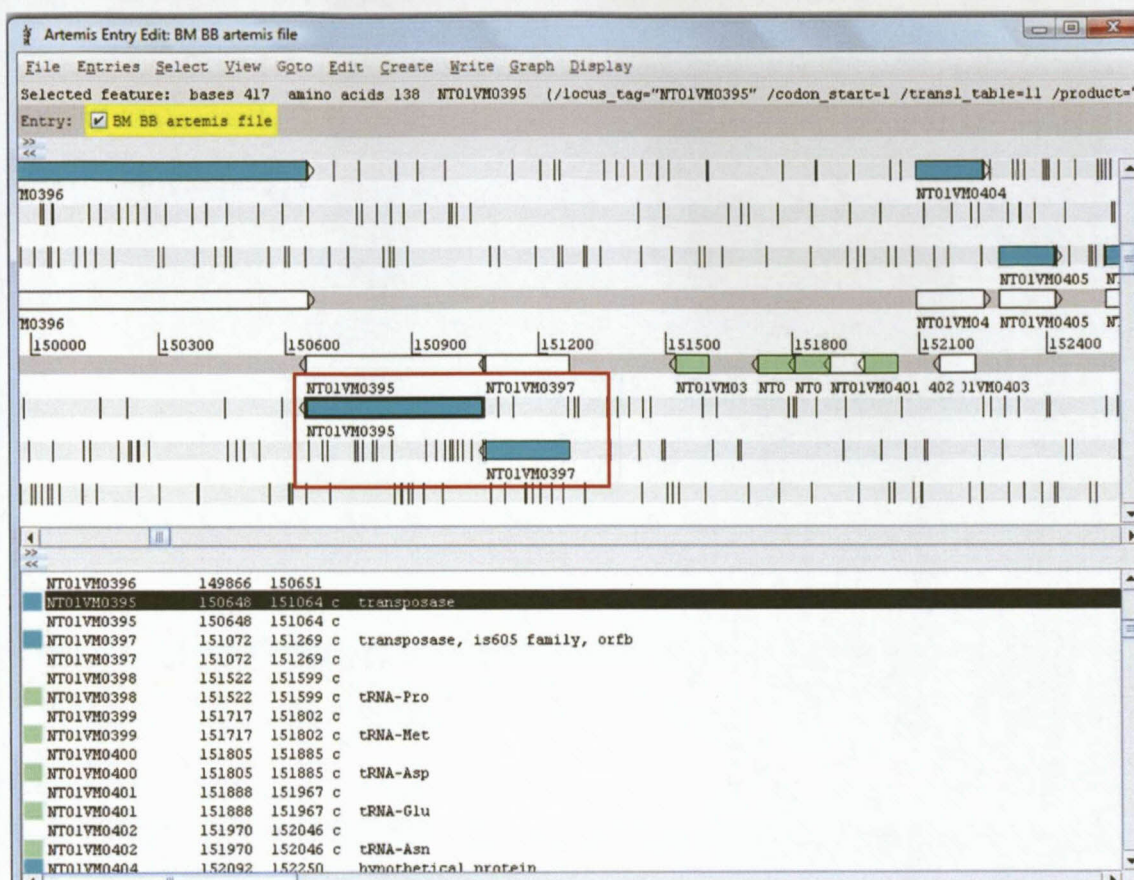 Artemis Entry Edit: BM BB artemis file
File Entries Select View Goto Edit Create Write Graph Display
Selected feature: bases 417 amino acids 138 NT01VM0395 (/locus_tag="NT01VM0395" /codon_start=1 /transl_table=11 /product="
Entry: BM BB artemis file
>>
<<
M0396 NT01VM0404
NT01VM0405 N
M0396 NT01VM04 NT01VM0405 N
150000 150300 150600 150900 151200 151500 151800 152100 152400
NT01VM0395 NT01VM0397 NT01VM03 NT0 NT0 NT01VM0401 402 )1VM0403
NT01VM0395
NT01VM0397
>>
<<
NT01VM0396 149866 150651
NT01VM0395 150648 151064 c transposase
NT01VM0395 150648 151064 c
NT01VM0397 151072 151269 c transposase, is605 family, orfb
NT01VM0397 151072 151269 c
NT01VM0398 151522 151599 c
NT01VM0398 151522 151599 c tRNA-Pro
NT01VM0399 151717 151802 c
NT01VM0399 151717 151802 c tRNA-Met
NT01VM0400 151805 151885 c
NT01VM0400 151805 151885 c tRNA-Asp
NT01VM0401 151888 151967 c
NT01VM0401 151888 151967 c tRNA-Glu
NT01VM0402 151970 152046 c
NT01VM0402 151970 152046 c tRNA-Asn
NT01VM0404 152092 152250 hypothetical protein